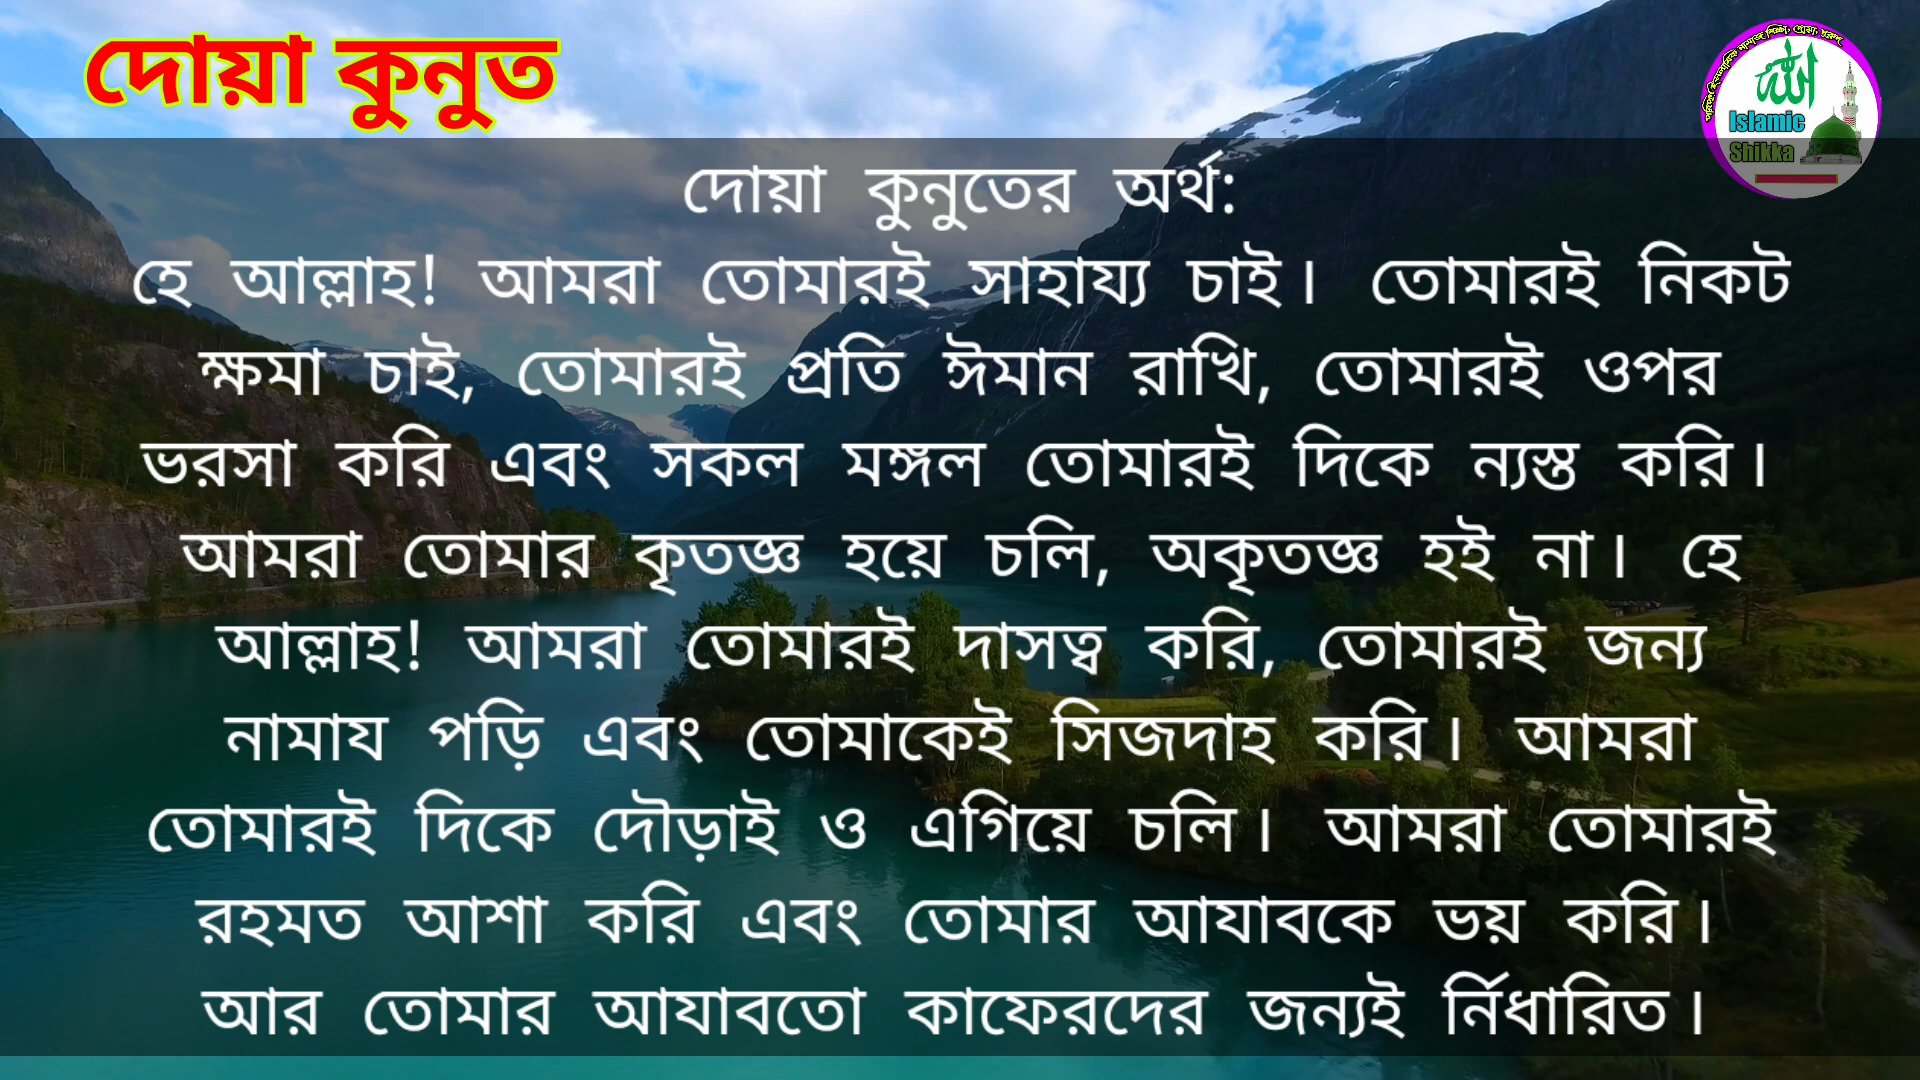 দোয়া কুনুত
الله
Islamic
Shikka
দোয়া কুনুতের অর্থ:
হে আল্লাহ! আমরা তোমারই সাহায্য চাই। তোমারই নিকট
ক্ষমা চাই, তোমারই প্রতি ঈমান রাখি, তোমারই ওপর
ভরসা করি এবং সকল মঙ্গল তোমারই দিকে ন্যস্ত করি।
আমরা তোমার কৃতজ্ঞ হয়ে চলি, অকৃতজ্ঞ হই না। হে
আল্লাহ! আমরা তোমারই দাসত্ব করি, তোমারই জন্য
নামায পড়ি এবং তোমাকেই সিজদাহ করি। আমরা
তোমারই দিকে দৌড়াই ও এগিয়ে চলি। আমরা তোমারই
রহমত আশা করি এবং তোমার আযাবকে ভয় করি।
আর তোমার আযাবতো কাফেরদের জন্যই র্নিধারিত।